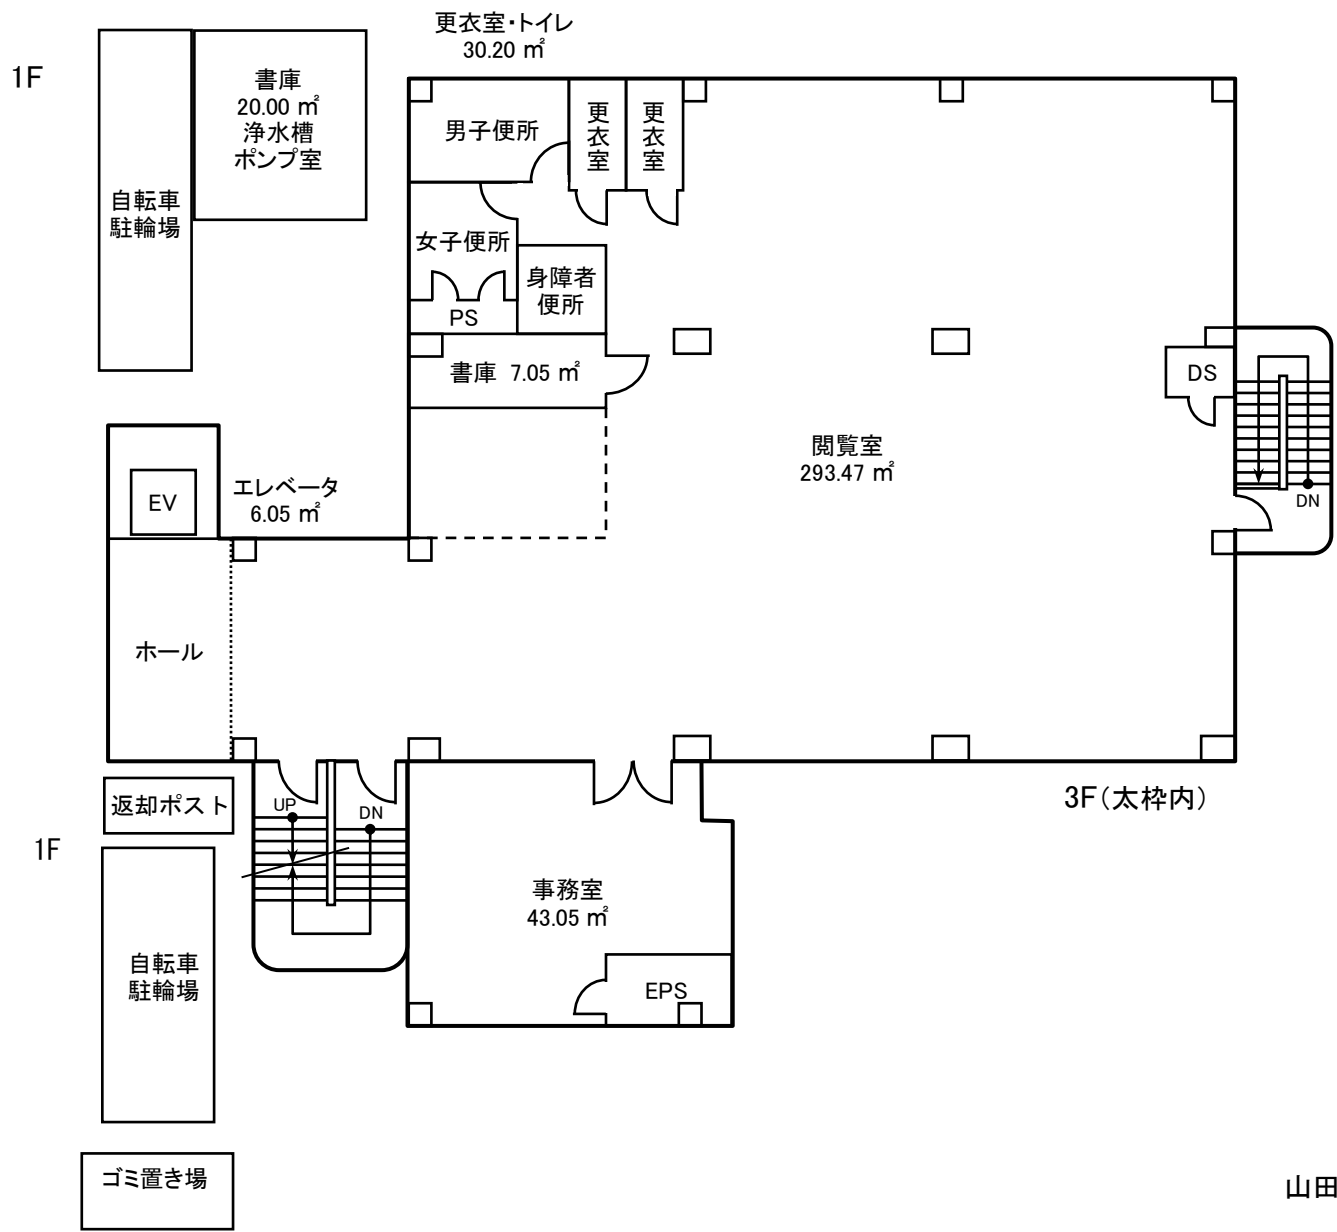 更衣室・トイレ
30.20 ㎡
1F
書庫
20.00 ㎡
浄水槽
ポンプ室
自転車
駐輪場
男子便所
更衣室
更衣室
女子便所
身障者
便所
PS
書庫 7.05 ㎡
DS
閲覧室
293.47 ㎡
EV
エレベータ
6.05 ㎡
DN
ホール
3F（太枠内）
返却ポスト
UP
DN
1F
事務室
43.05 ㎡
自転車
駐輪場
EPS
ゴミ置き場
山田